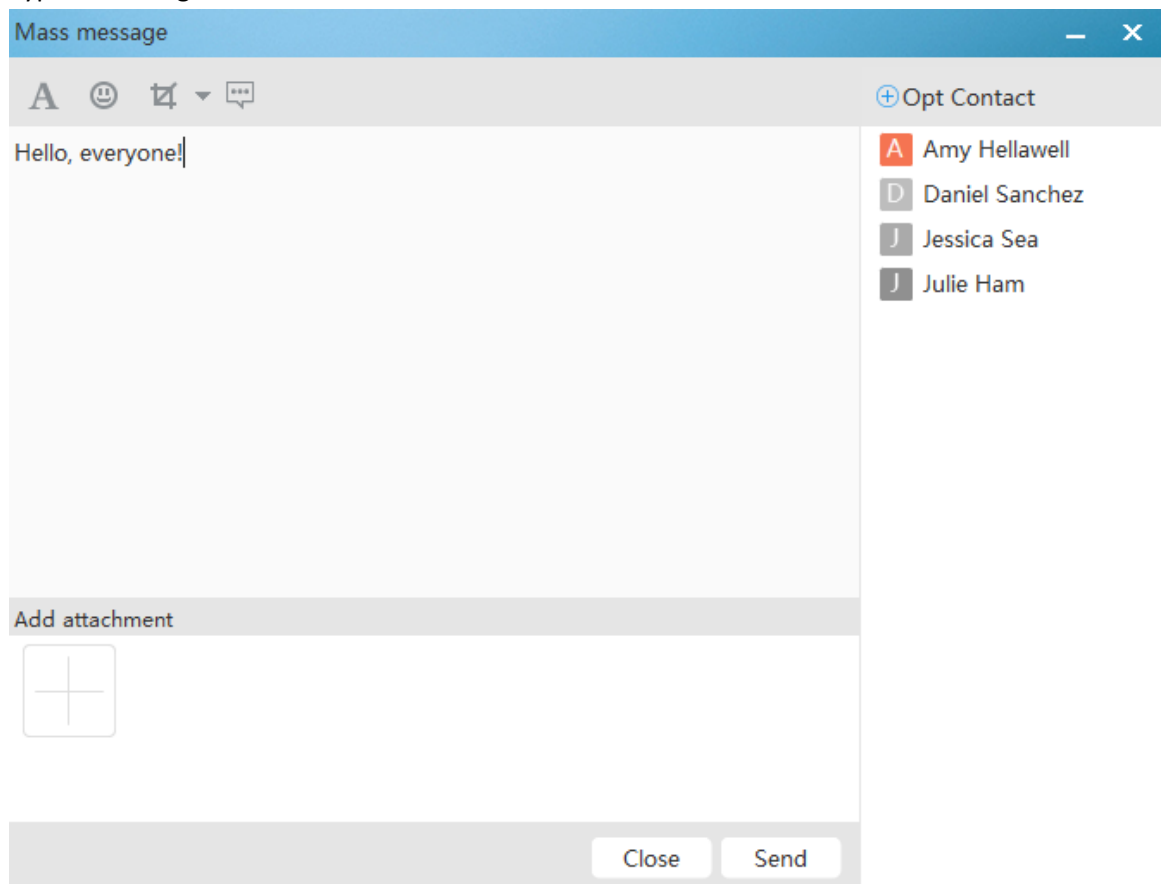 Mass message
A
Opt Contact
Hello, everyone!
A Amy Hellawell
D Daniel Sanchez
J Jessica Sea
J Julie Ham
Add attachment
Close Send